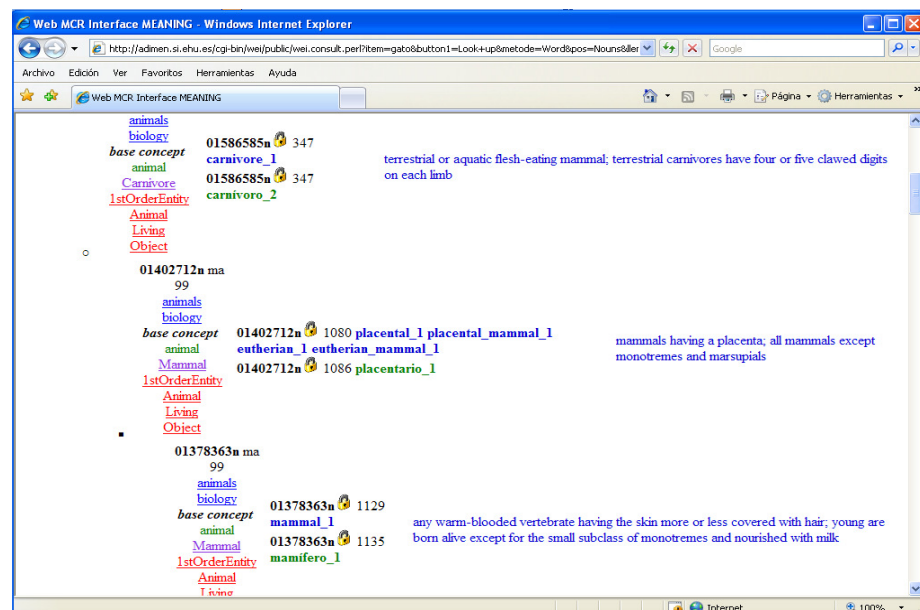 Web MCR Interface MEANING - Windows Internet Explorer
http://adimen.si.ehu.es/cgi-bin/wei/public/wei.consult.perl?item=gato&button1=Look+up&metode=Word&pos=Nouns&ller
Google
Archivo Edición Ver Favoritos Herramientas Ayuda
Web MCR Interface MEANING
Página Herramientas
animals
biology
base concept
animal
Carnivore
1stOrderEntity
Animal
Living
Object
01586585n 347
carnivore_1
01586585n 347
carnívoro_2
terrestrial or aquatic flesh-eating mammal; terrestrial carnivores have four or five clawed digits
on each limb
01402712n ma
99
animals
biology
base concept
animal
Mammal
1stOrderEntity
Animal
Living
Object
01402712n 1080 placental_1 placental_mammal_1
eutherian_1 eutherian_mammal_1
01402712n 1086 placentario_1
mammals having a placenta; all mammals except
monotremes and marsupials
01378363n ma
99
animals
biology
base concept
animal
Mammal
1stOrderEntity
Animal
Living
01378363n 1129
mammal_1
01378363n 1135
mamífero_1
any warm-blooded vertebrate having the skin more or less covered with hair; young are
born alive except for the small subclass of monotremes and nourished with milk
Internet 100%